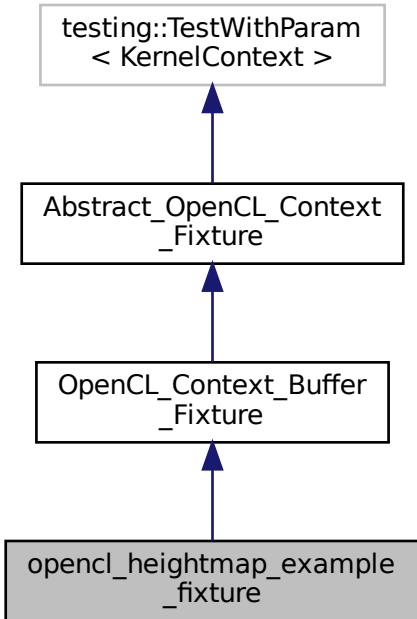 testing::TestWithParam
< KernelContext >
Abstract_OpenCL_Context
_Fixture
OpenCL_Context_Buffer
_Fixture
opencl_heightmap_example
_fixture